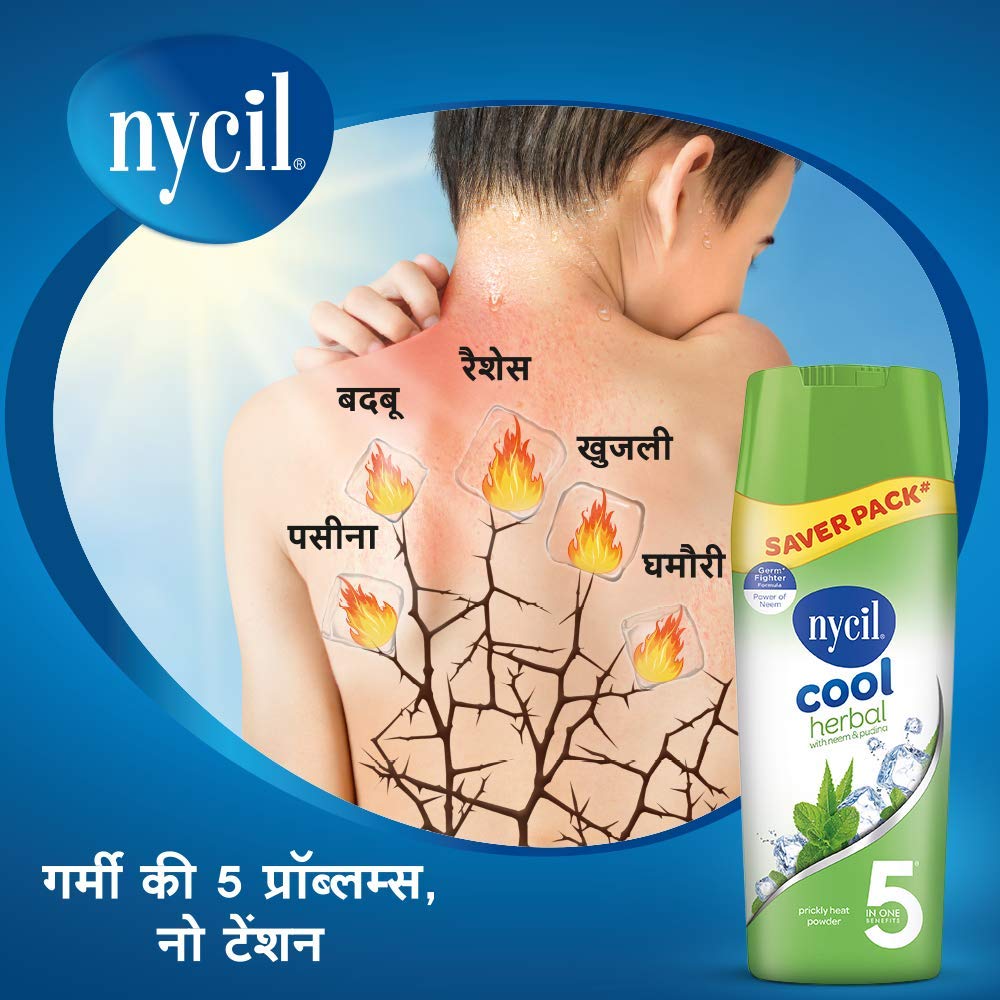 nycil®
रैशेस
बदबू
खुजली
पसीना
घमौरी
SAVER PACK#
Germ*
Fighter
Formula
Power of
Neem
nycil®
cool
herbal
with neem & pudina
prickly heat
powder
5#
IN ONE
BENEFITS
गर्मी की 5 प्रॉब्लम्स,
नो टेंशन